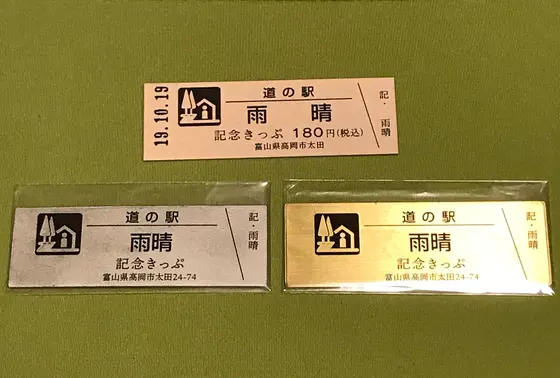 19.10.19
道の駅
雨晴
記念きっぷ 180円(税込)
富山県高岡市太田
記・雨晴
道の駅
雨晴
記念きっぷ
富山県高岡市太田24-74
記・雨晴
道の駅
雨晴
記念きっぷ
富山県高岡市太田24-74
記・雨晴